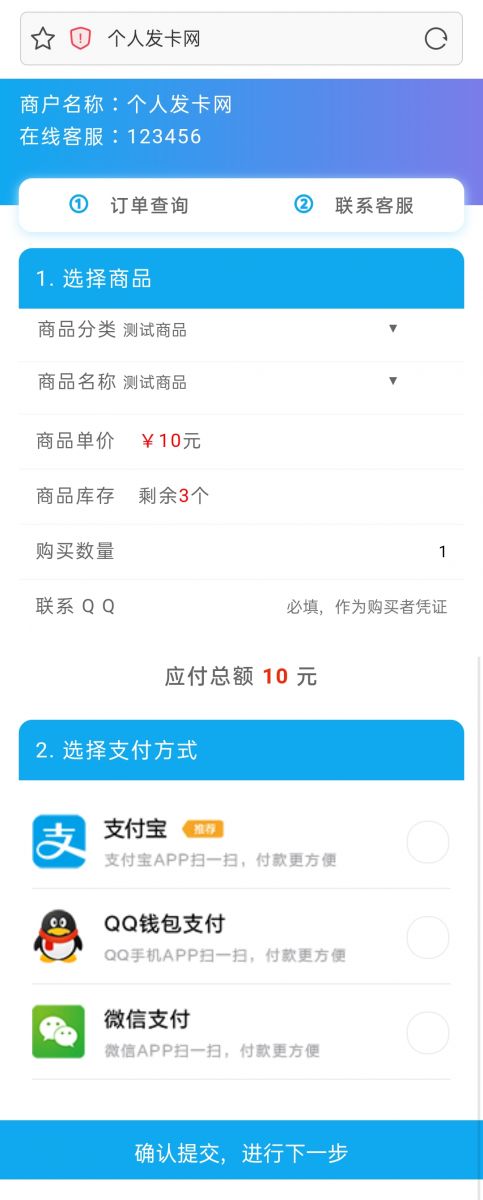 个人发卡网
商户名称：个人发卡网
在线客服：123456
① 订单查询 ② 联系客服
1. 选择商品
商品分类 测试商品 ▼
商品名称 测试商品 ▼
商品单价 ￥10元
商品库存 剩余3个
购买数量 1
联系ＱＱ 必填，作为购买者凭证
应付总额 10 元
2. 选择支付方式
支
支付宝 推荐
支付宝APP扫一扫，付款更方便
QQ钱包支付
QQ手机APP扫一扫，付款更方便
微信支付
微信APP扫一扫，付款更方便
确认提交，进行下一步